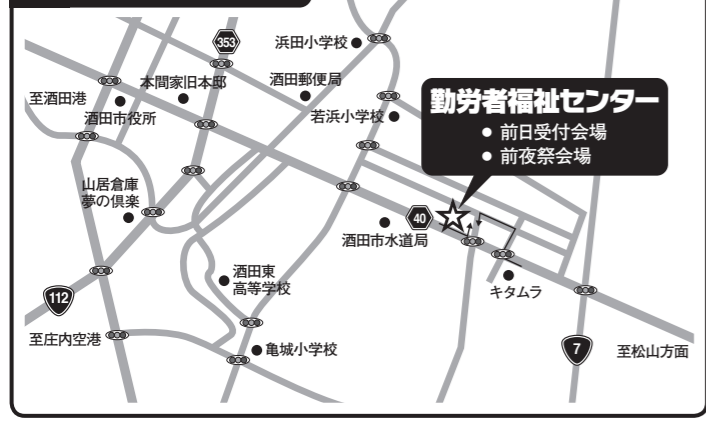 353
浜田小学校
本間家旧本邸
酒田郵便局
至酒田港
酒田市役所
若浜小学校
勤労者福祉センター
● 前日受付会場
● 前夜祭会場
山居倉庫
夢の倶楽
40
酒田市水道局
酒田東
高等学校
キタムラ
112
至庄内空港
亀城小学校
7
至松山方面